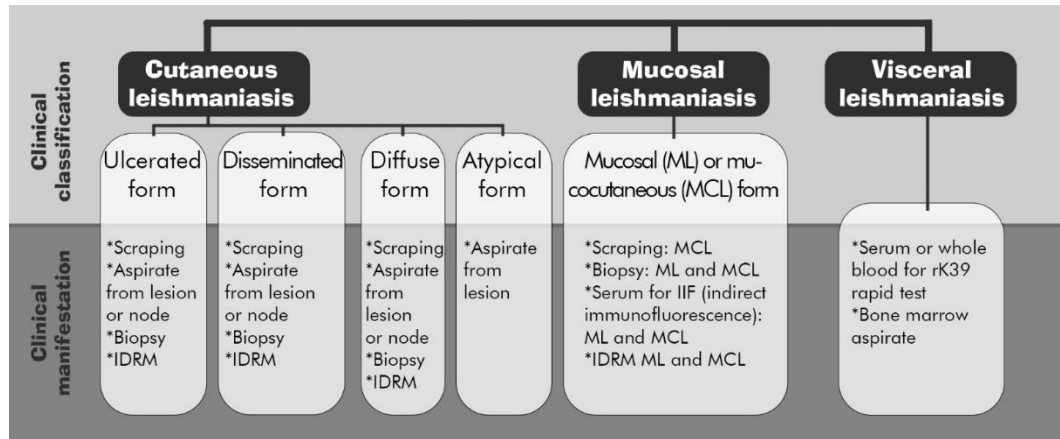 Clinical
classification
Clinical
manifestation
Cutaneous
leishmaniasis
Mucosal
leishmaniasis
Visceral
leishmaniasis
Ulcerated
form
Disseminated
form
Diffuse
form
Atypical
form
Mucosal (ML) or mu-
cocutaneous (MCL) form
*Scraping
*Aspirate
from lesion
or node
*Biopsy
*IDRM
*Scraping
*Aspirate
from lesion
or node
*Biopsy
*IDRM
*Scraping
*Aspirate
from
lesion
or node
*Biopsy
*IDRM
*Aspirate
from
lesion
*Scraping: MCL
*Biopsy: ML and MCL
*Serum for IIF (indirect
immunofluorescence):
ML and MCL
*IDRM ML and MCL
*Serum or whole
blood for rK39
rapid test
*Bone marrow
aspirate